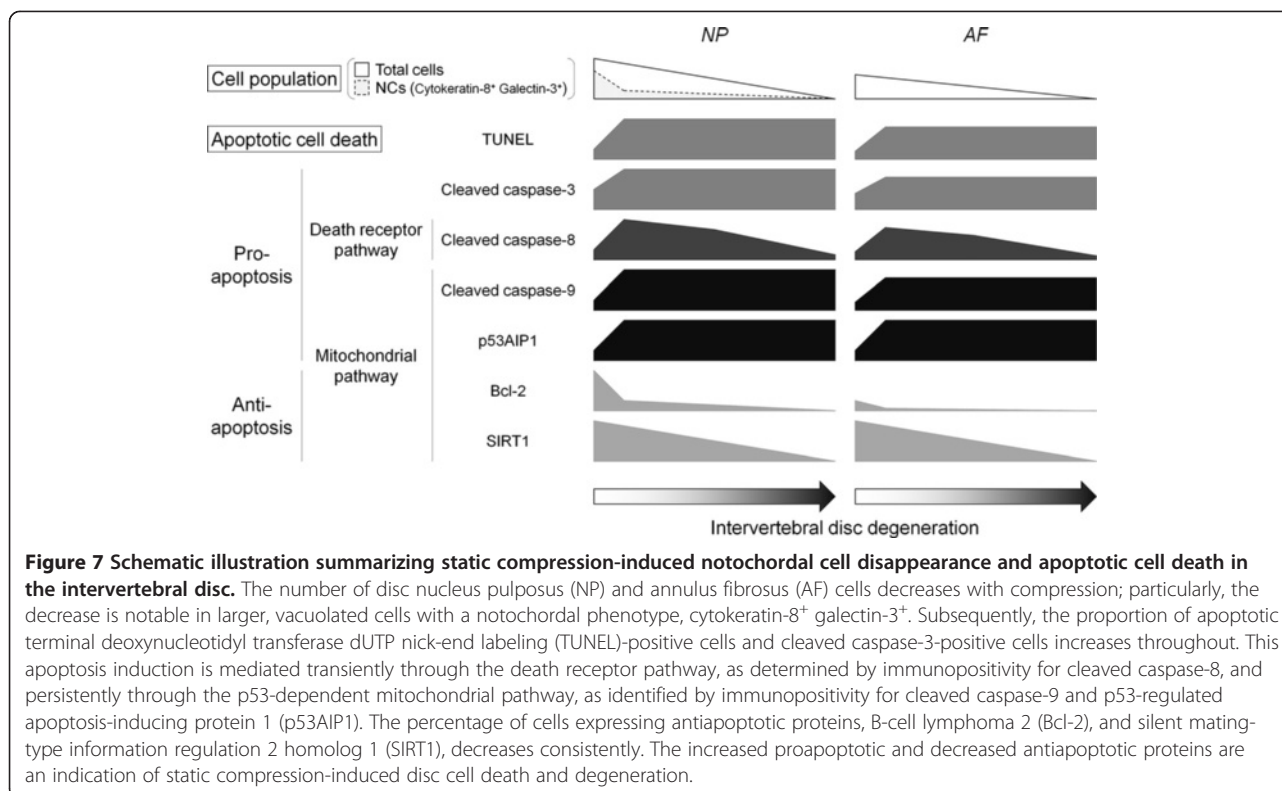 NP AF
Cell population
Total cells
NCs (Cytokeratin-8⁺ Galectin-3⁺)
Apoptotic cell death
TUNEL
Cleaved caspase-3
Pro-
apoptosis
Death receptor
pathway
Cleaved caspase-8
Cleaved caspase-9
p53AIP1
Mitochondrial
pathway
Anti-
apoptosis
Bcl-2
SIRT1
Intervertebral disc degeneration
Figure 7 Schematic illustration summarizing static compression-induced notochordal cell disappearance and apoptotic cell death in
the intervertebral disc. The number of disc nucleus pulposus (NP) and annulus fibrosus (AF) cells decreases with compression; particularly, the
decrease is notable in larger, vacuolated cells with a notochordal phenotype, cytokeratin-8⁺ galectin-3⁺. Subsequently, the proportion of apoptotic
terminal deoxynucleotidyl transferase dUTP nick-end labeling (TUNEL)-positive cells and cleaved caspase-3-positive cells increases throughout. This
apoptosis induction is mediated transiently through the death receptor pathway, as determined by immunopositivity for cleaved caspase-8, and
persistently through the p53-dependent mitochondrial pathway, as identified by immunopositivity for cleaved caspase-9 and p53-regulated
apoptosis-inducing protein 1 (p53AIP1). The percentage of cells expressing antiapoptotic proteins, B-cell lymphoma 2 (Bcl-2), and silent mating-
type information regulation 2 homolog 1 (SIRT1), decreases consistently. The increased proapoptotic and decreased antiapoptotic proteins are
an indication of static compression-induced disc cell death and degeneration.